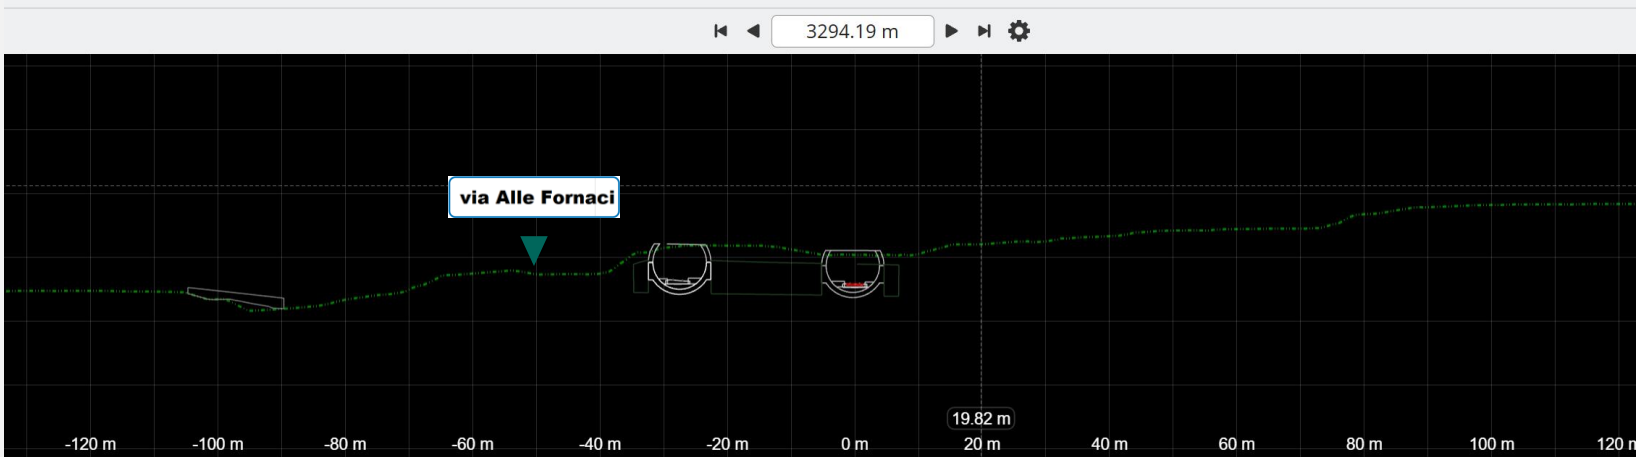 3294.19 m
via Alle Fornaci
19.82 m
-120 m -100 m -80 m -60 m -40 m -20 m 0 m 20 m 40 m 60 m 80 m 100 m 120 m